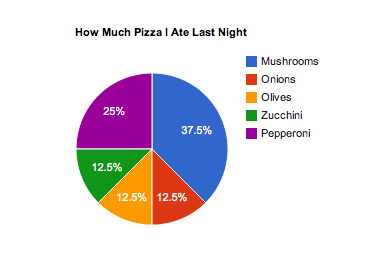 How Much Pizza I Ate Last Night
Mushrooms
Onions
Olives
Zucchini
Pepperoni
25%
37.5%
12.5%
12.5%
12.5%